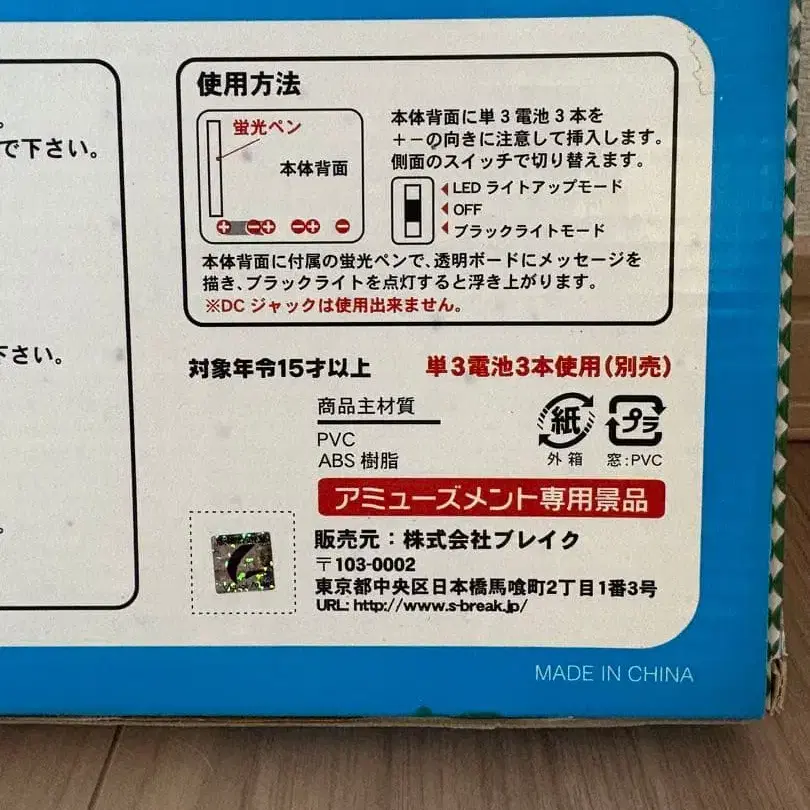 。
で下さい。
下さい。
。
使用方法
蛍光ペン
本体背面
+ −+ −+ −
本体背面に単3電池3本を
+−の向きに注意して挿入します。
側面のスイッチで切り替えます。
LED ライトアップモード
OFF
ブラックライトモード
本体背面に付属の蛍光ペンで、透明ボードにメッセージを
描き、ブラックライトを点灯すると浮き上がります。
※DC ジャックは使用出来ません。
対象年令15才以上
単3電池3本使用(別売)
商品主材質
PVC
ABS 樹脂
紙
外箱
プラ
窓:PVC
アミューズメント専用景品
販売元:株式会社ブレイク
〒103-0002
東京都中央区日本橋馬喰町2丁目1番3号
URL: http://www.s-break.jp/
MADE IN CHINA